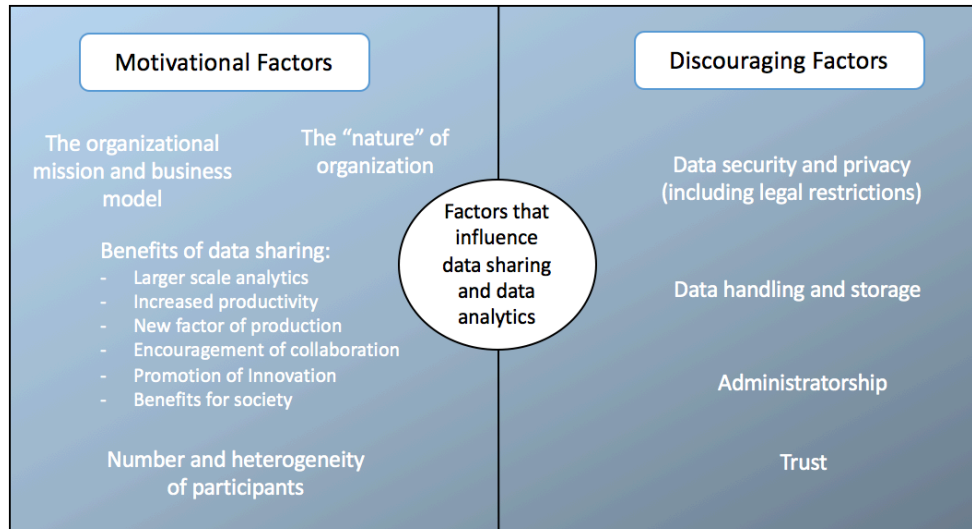 Motivational Factors
The organizational
mission and business
model
The “nature” of
organization
Benefits of data sharing:
- Larger scale analytics
- Increased productivity
- New factor of production
- Encouragement of collaboration
- Promotion of Innovation
- Benefits for society
Number and heterogeneity
of participants
Factors that
influence
data sharing
and data
analytics
Discouraging Factors
Data security and privacy
(including legal restrictions)
Data handling and storage
Administratorship
Trust